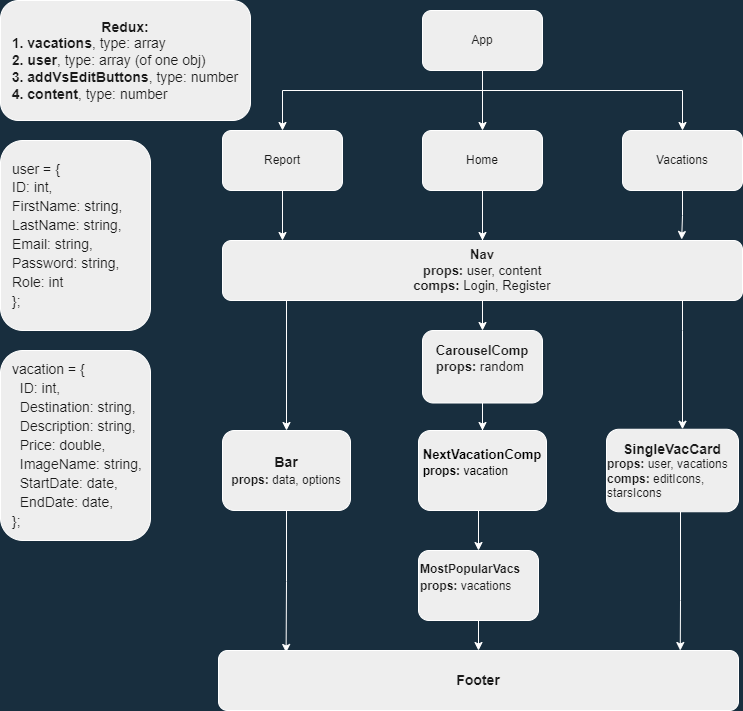 Redux:
1. vacations, type: array
2. user, type: array (of one obj)
3. addVsEditButtons, type: number
4. content, type: number
user = {
ID: int,
FirstName: string,
LastName: string,
Email: string,
Password: string,
Role: int
};
vacation = {
ID: int,
Destination: string,
Description: string,
Price: double,
ImageName: string,
StartDate: date,
EndDate: date,
};
App
Report
Home
Vacations
Nav
props: user, content
comps: Login, Register
CarouselComp
props: random
Bar
props: data, options
NextVacationComp
props: vacation
SingleVacCard
props: user, vacations
comps: editIcons,
starsIcons
MostPopularVacs
props: vacations
Footer